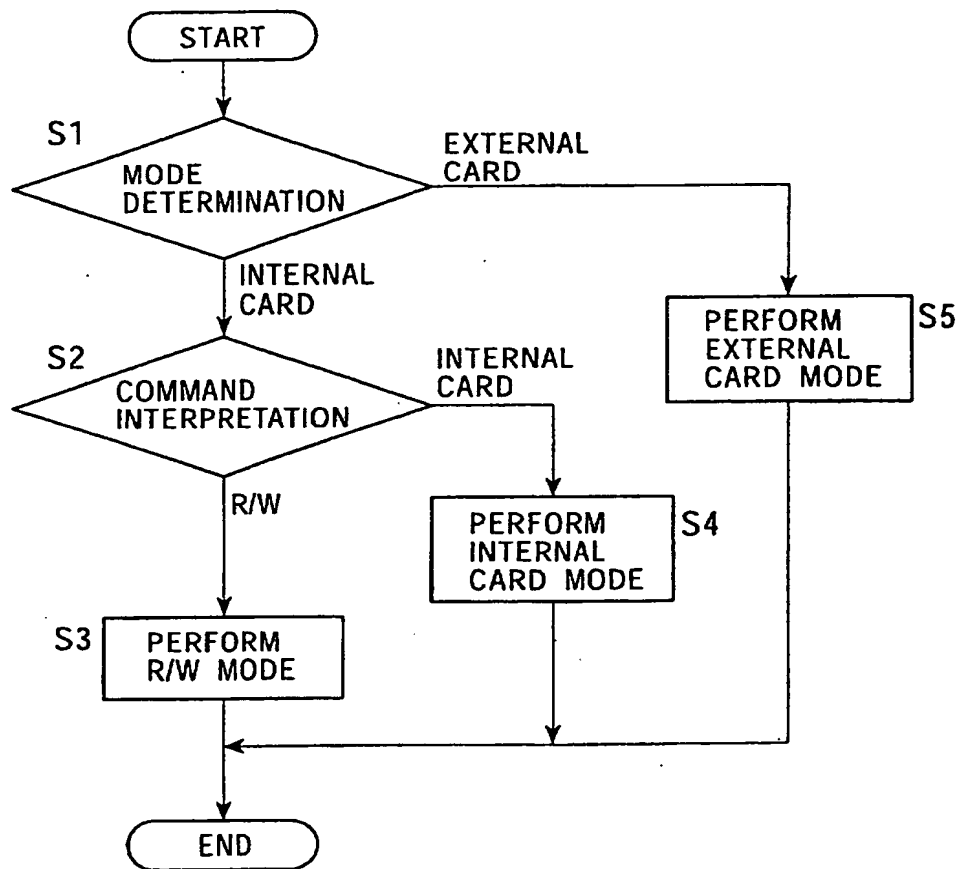 START
S1
MODE
DETERMINATION
EXTERNAL
CARD
INTERNAL
CARD
S2
COMMAND
INTERPRETATION
INTERNAL
CARD
PERFORM
EXTERNAL
CARD MODE
S5
R/W
PERFORM
INTERNAL
CARD MODE
S4
S3
PERFORM
R/W MODE
END